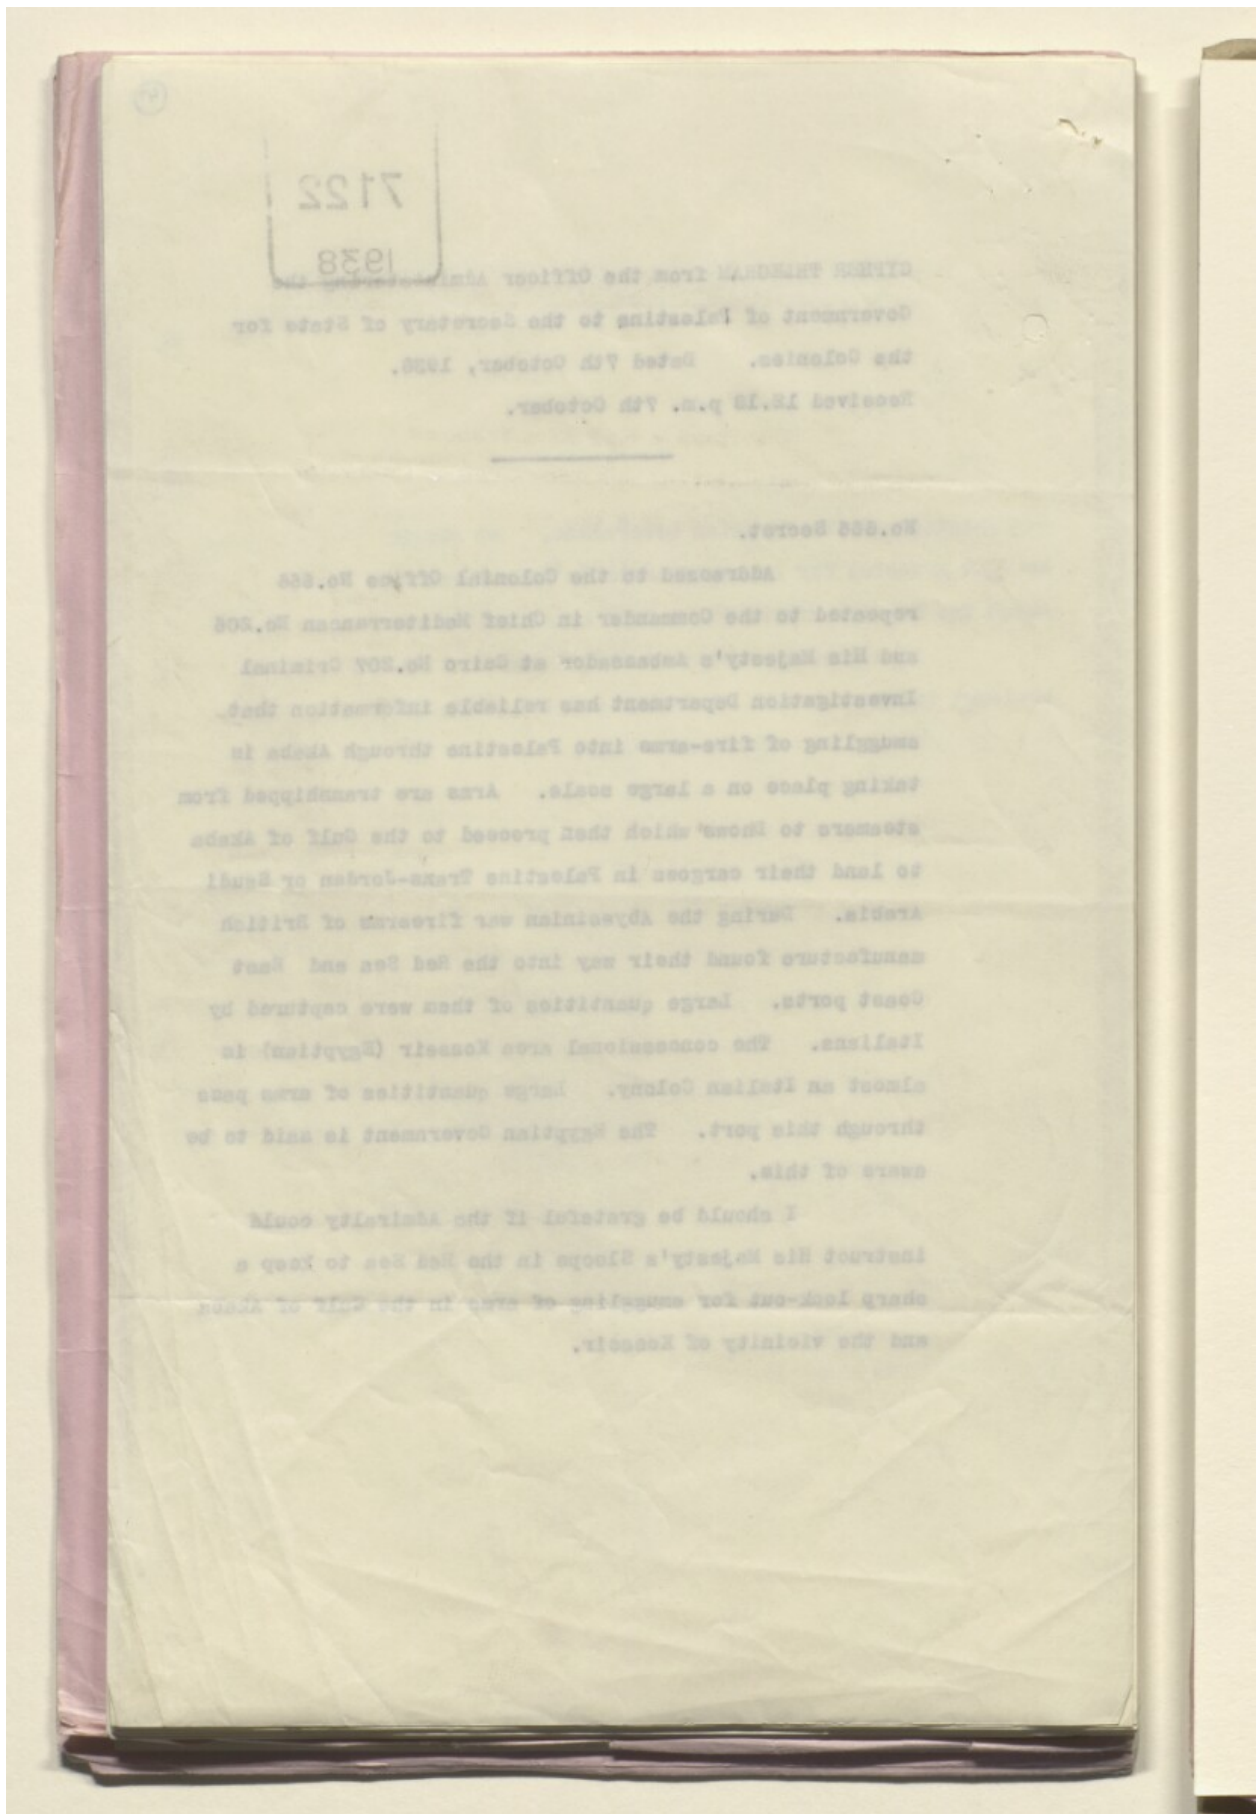 7122
1938
CYPHER TELEGRAM from the Officer Administering the
Government of Palestine to the Secretary of State for
the Colonies. Dated 7th October, 1938.
Received 12.18 p.m. 7th October.
Secret.
Addressed to the Colonial Office
repeated to the Commander in Chief Mediterranean No.206
and His Majesty's Ambassador at Cairo No.207 Criminal
Investigation Department has reliable information that
smuggling of fire-arms into Palestine through Akaba is
taking place on a large scale. Arms are transhipped from
steamers to Dhows which then proceed to the Gulf of Akaba
to land their cargoes in Palestine Trans-Jordan or Saudi
Arabia. During the Abyssinian war firearms of British
manufacture found their way into the Red Sea and East
Coast ports. Large quantities of them were captured by
Italians. The concessional area Kosseir (Egyptian) is
almost an Italian Colony. Large quantities of arms pass
through this port. The Egyptian Government is said to be
aware of this.
I should be grateful if the Admiralty could
instruct His Majesty's Sloops in the Red Sea to keep a
sharp look-out for smuggling of arms in the Gulf of Akaba
and the vicinity of Kosseir.